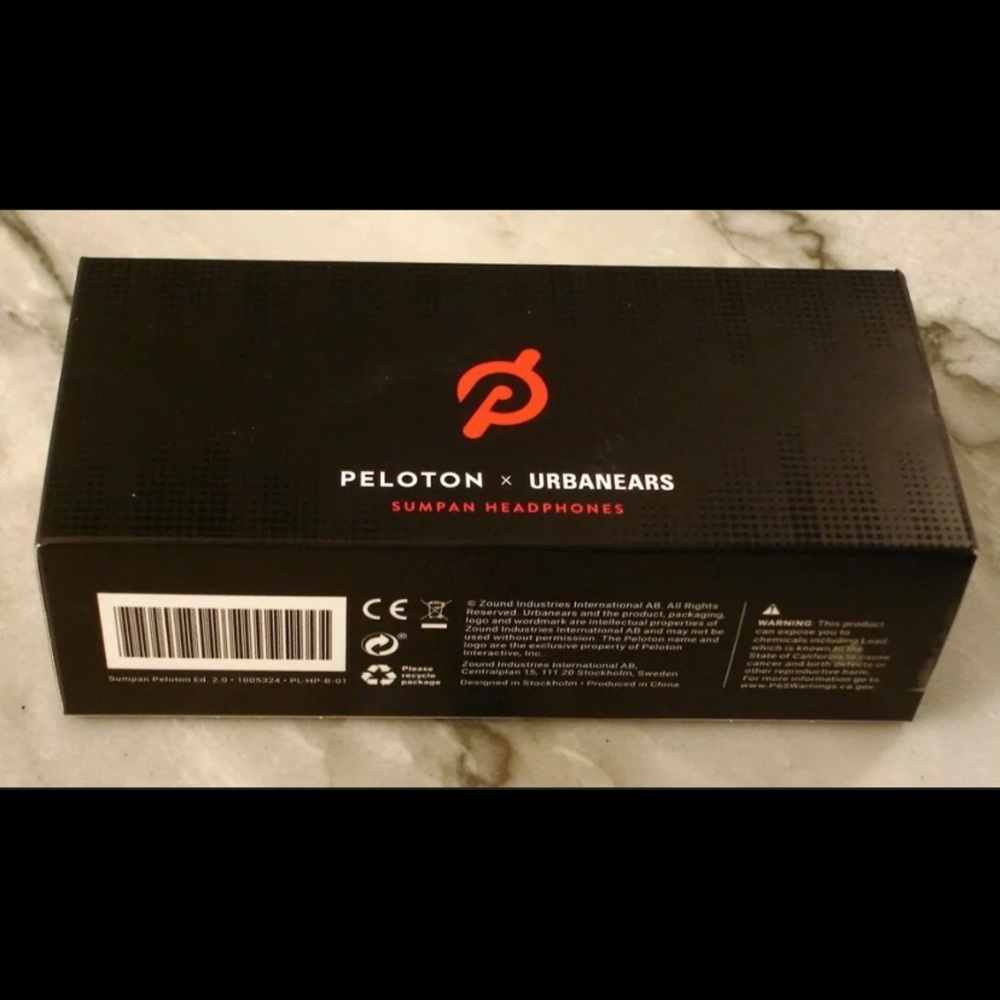 PELOTON × URBANEARS
SUMPAN HEADPHONES
Sumpan Peloton Ed. 2.0 • 1005324 • PL-HP-B-01
CE
Please
recycle
package
© Zound Industries International AB. All Rights
Reserved. Urbanears and the product, packaging,
logo and wordmark are intellectual properties of
Zound Industries International AB and may not be
used without permission. The Peloton name and
logo are the exclusive property of Peloton
Interactive, Inc.
Zound Industries International AB,
Centralplan 15, 111 20 Stockholm, Sweden
Designed in Stockholm • Produced in China
WARNING: This product
can expose you to
chemicals including Lead,
which is known to the
State of California to cause
cancer and birth defects or
other reproductive harm.
For more information go to
www.P65Warnings.ca.gov